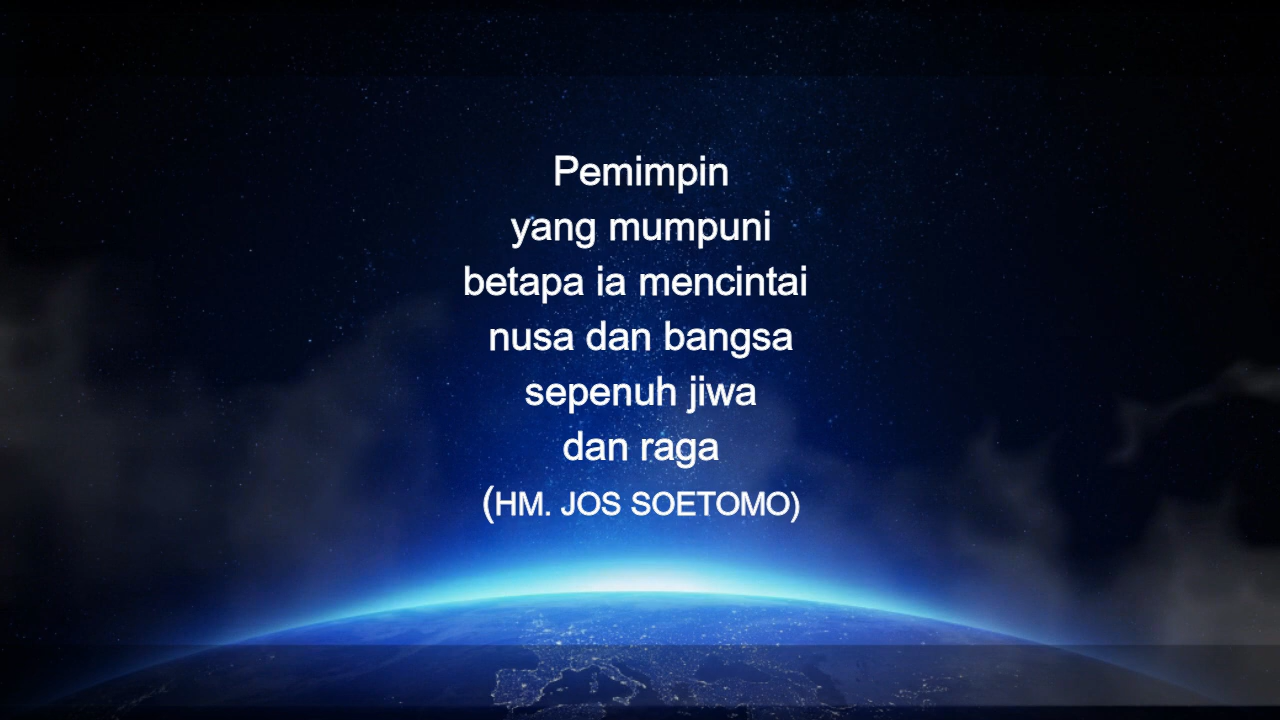 Pemimpin
yang mumpuni
betapa ia mencintai
nusa dan bangsa
sepenuh jiwa
dan raga
(HM. JOS SOETOMO)